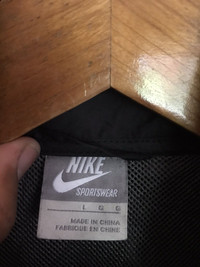 NIKE
SPORTSWEAR
L G G
MADE IN CHINA
FABRIQUÉ EN CHINE